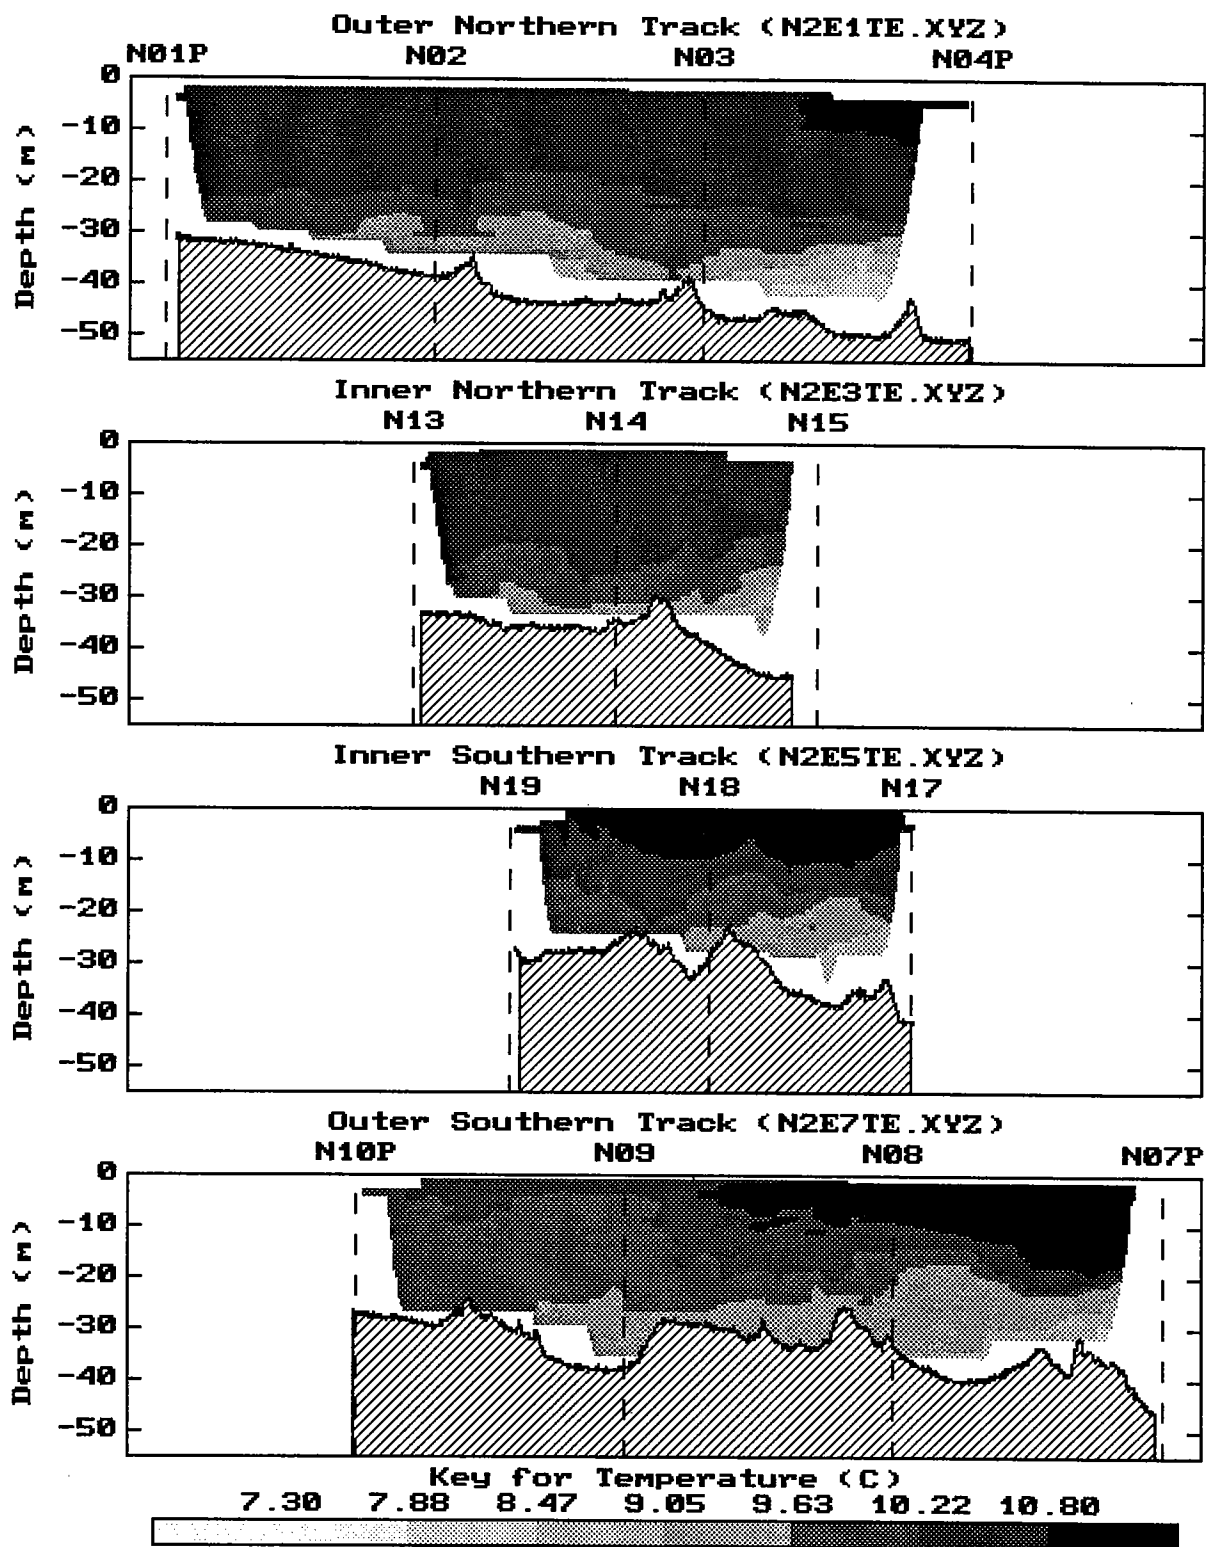 Outer Northern Track (N2E1TE.XYZ)
N01P N02 N03 N04P
0
-10
-20
-30
-40
-50
Depth (m)
Inner Northern Track (N2E3TE.XYZ)
N13 N14 N15
0
-10
-20
-30
-40
-50
Depth (m)
Inner Southern Track (N2E5TE.XYZ)
N19 N18 N17
0
-10
-20
-30
-40
-50
Depth (m)
Outer Southern Track (N2E7TE.XYZ)
N10P N09 N08 N07P
0
-10
-20
-30
-40
-50
Depth (m)
Key for Temperature (C)
7.30 7.88 8.47 9.05 9.63 10.22 10.80